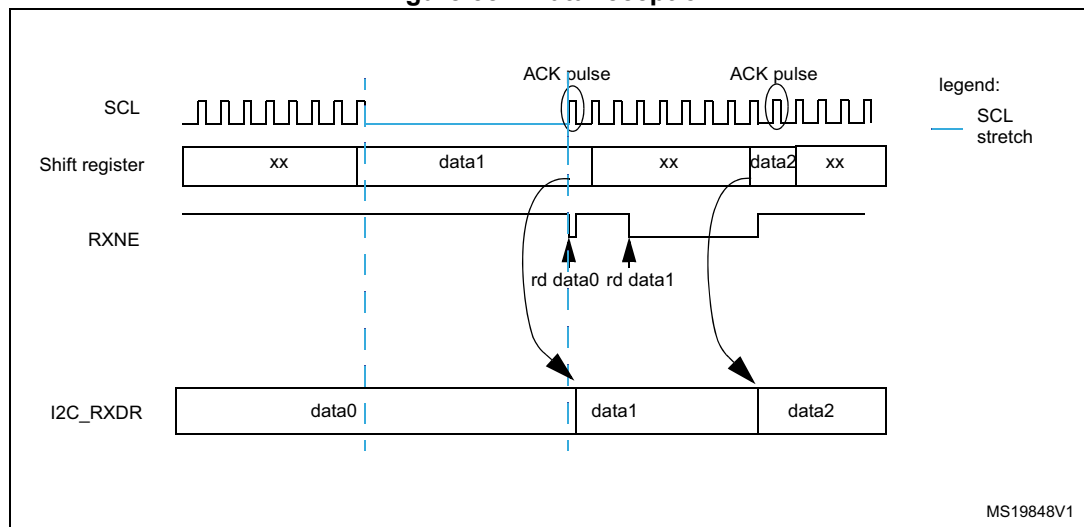 ACK pulse ACK pulse
legend:
SCL
SCL
stretch
Shift register xx data1 xx data2 xx
RXNE
rd data0 rd data1
I2C_RXDR data0 data1 data2
MS19848V1